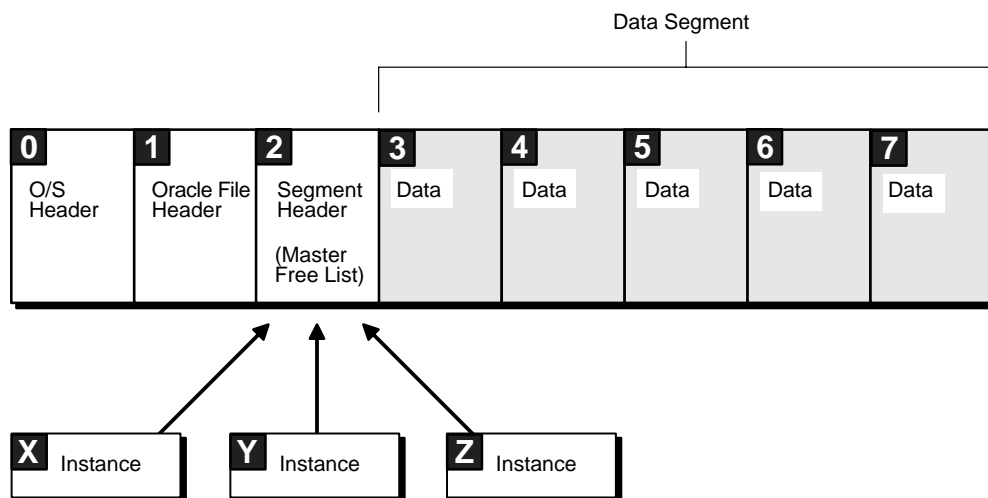 Data Segment
0 1 2 3 4 5 6 7
O/S
Header
Oracle File
Header
Segment
Header
(Master
Free List)
Data
Data
Data
Data
Data
X Instance
Y Instance
Z Instance